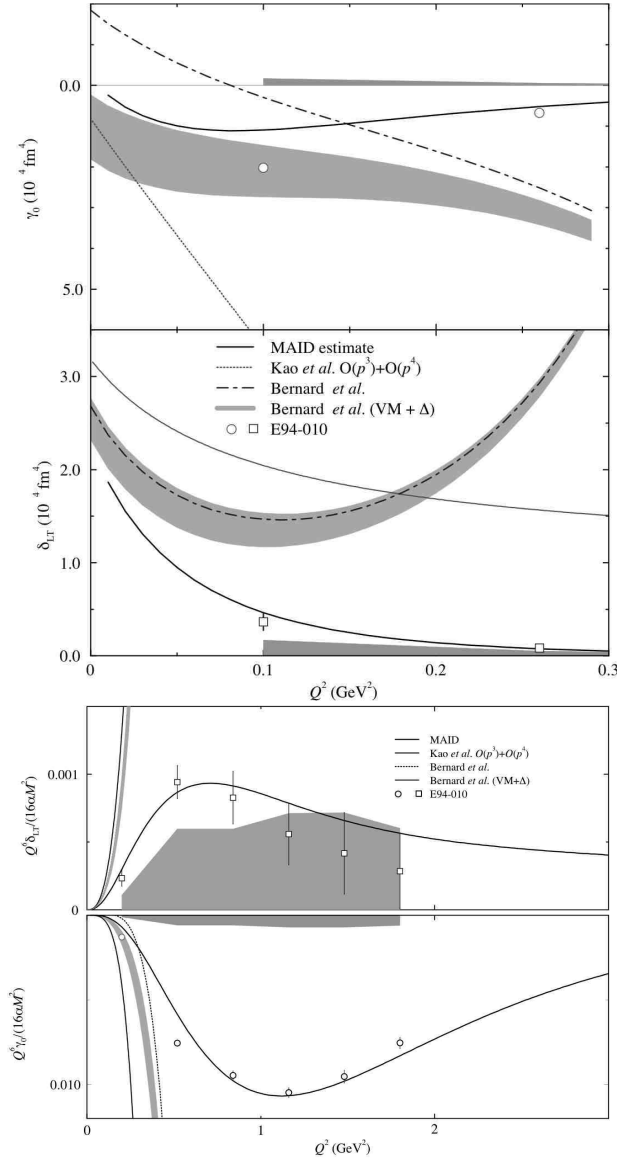 0.0
5.0
γ₀ (10⁻⁴ fm⁴)
MAID estimate
Kao et al. O(p³)+O(p⁴)
Bernard et al.
Bernard et al. (VM + Δ)
E94-010
3.0
2.0
1.0
0.0
δLT (10⁻⁴ fm⁴)
0 0.1 0.2 0.3
Q² (GeV²)
MAID
Kao et al. O(p³)+O(p⁴)
Bernard et al.
Bernard et al. (VM+Δ)
E94-010
0.001
0
Q⁶δLT/(16αM²)
0.010
Q⁶γ₀/(16αM²)
0 1 2
Q² (GeV²)